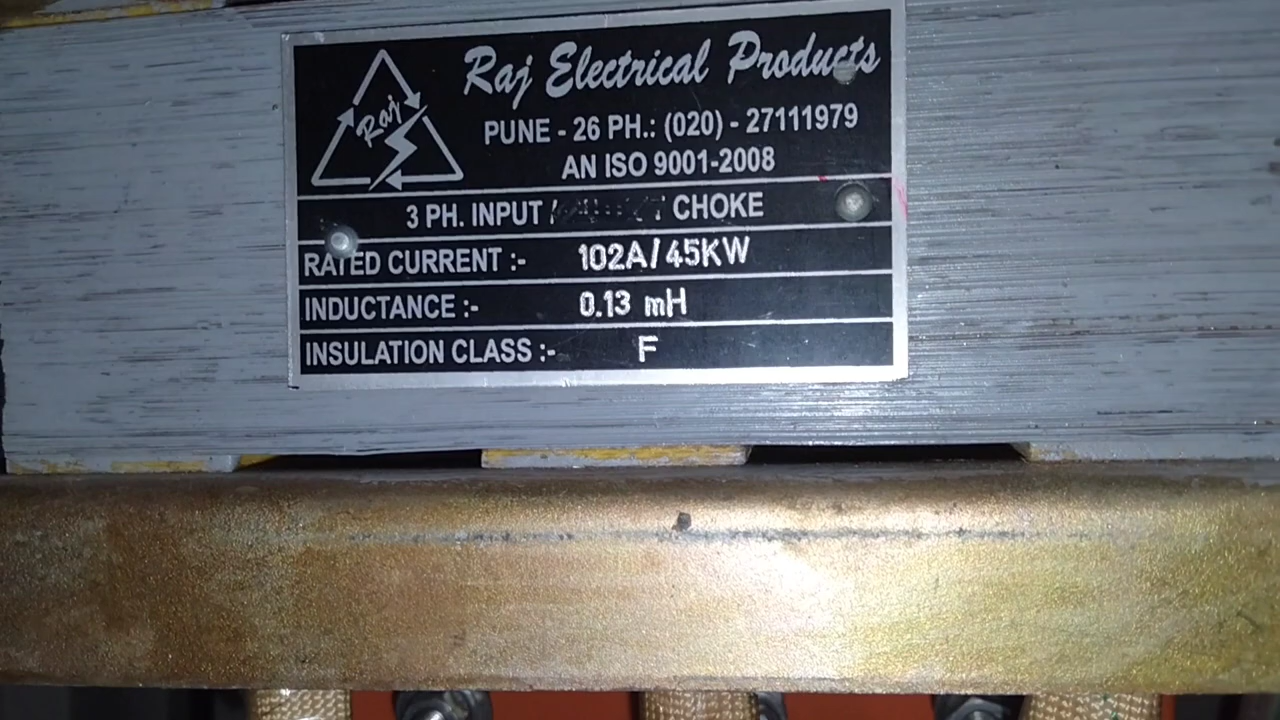 Raj
Raj Electrical Products
PUNE - 26 PH.: (020) - 27111979
AN ISO 9001-2008
3 PH. INPUT / CHOKE
RATED CURRENT :- 102A/45KW
INDUCTANCE :- 0.13 mH
INSULATION CLASS :- F